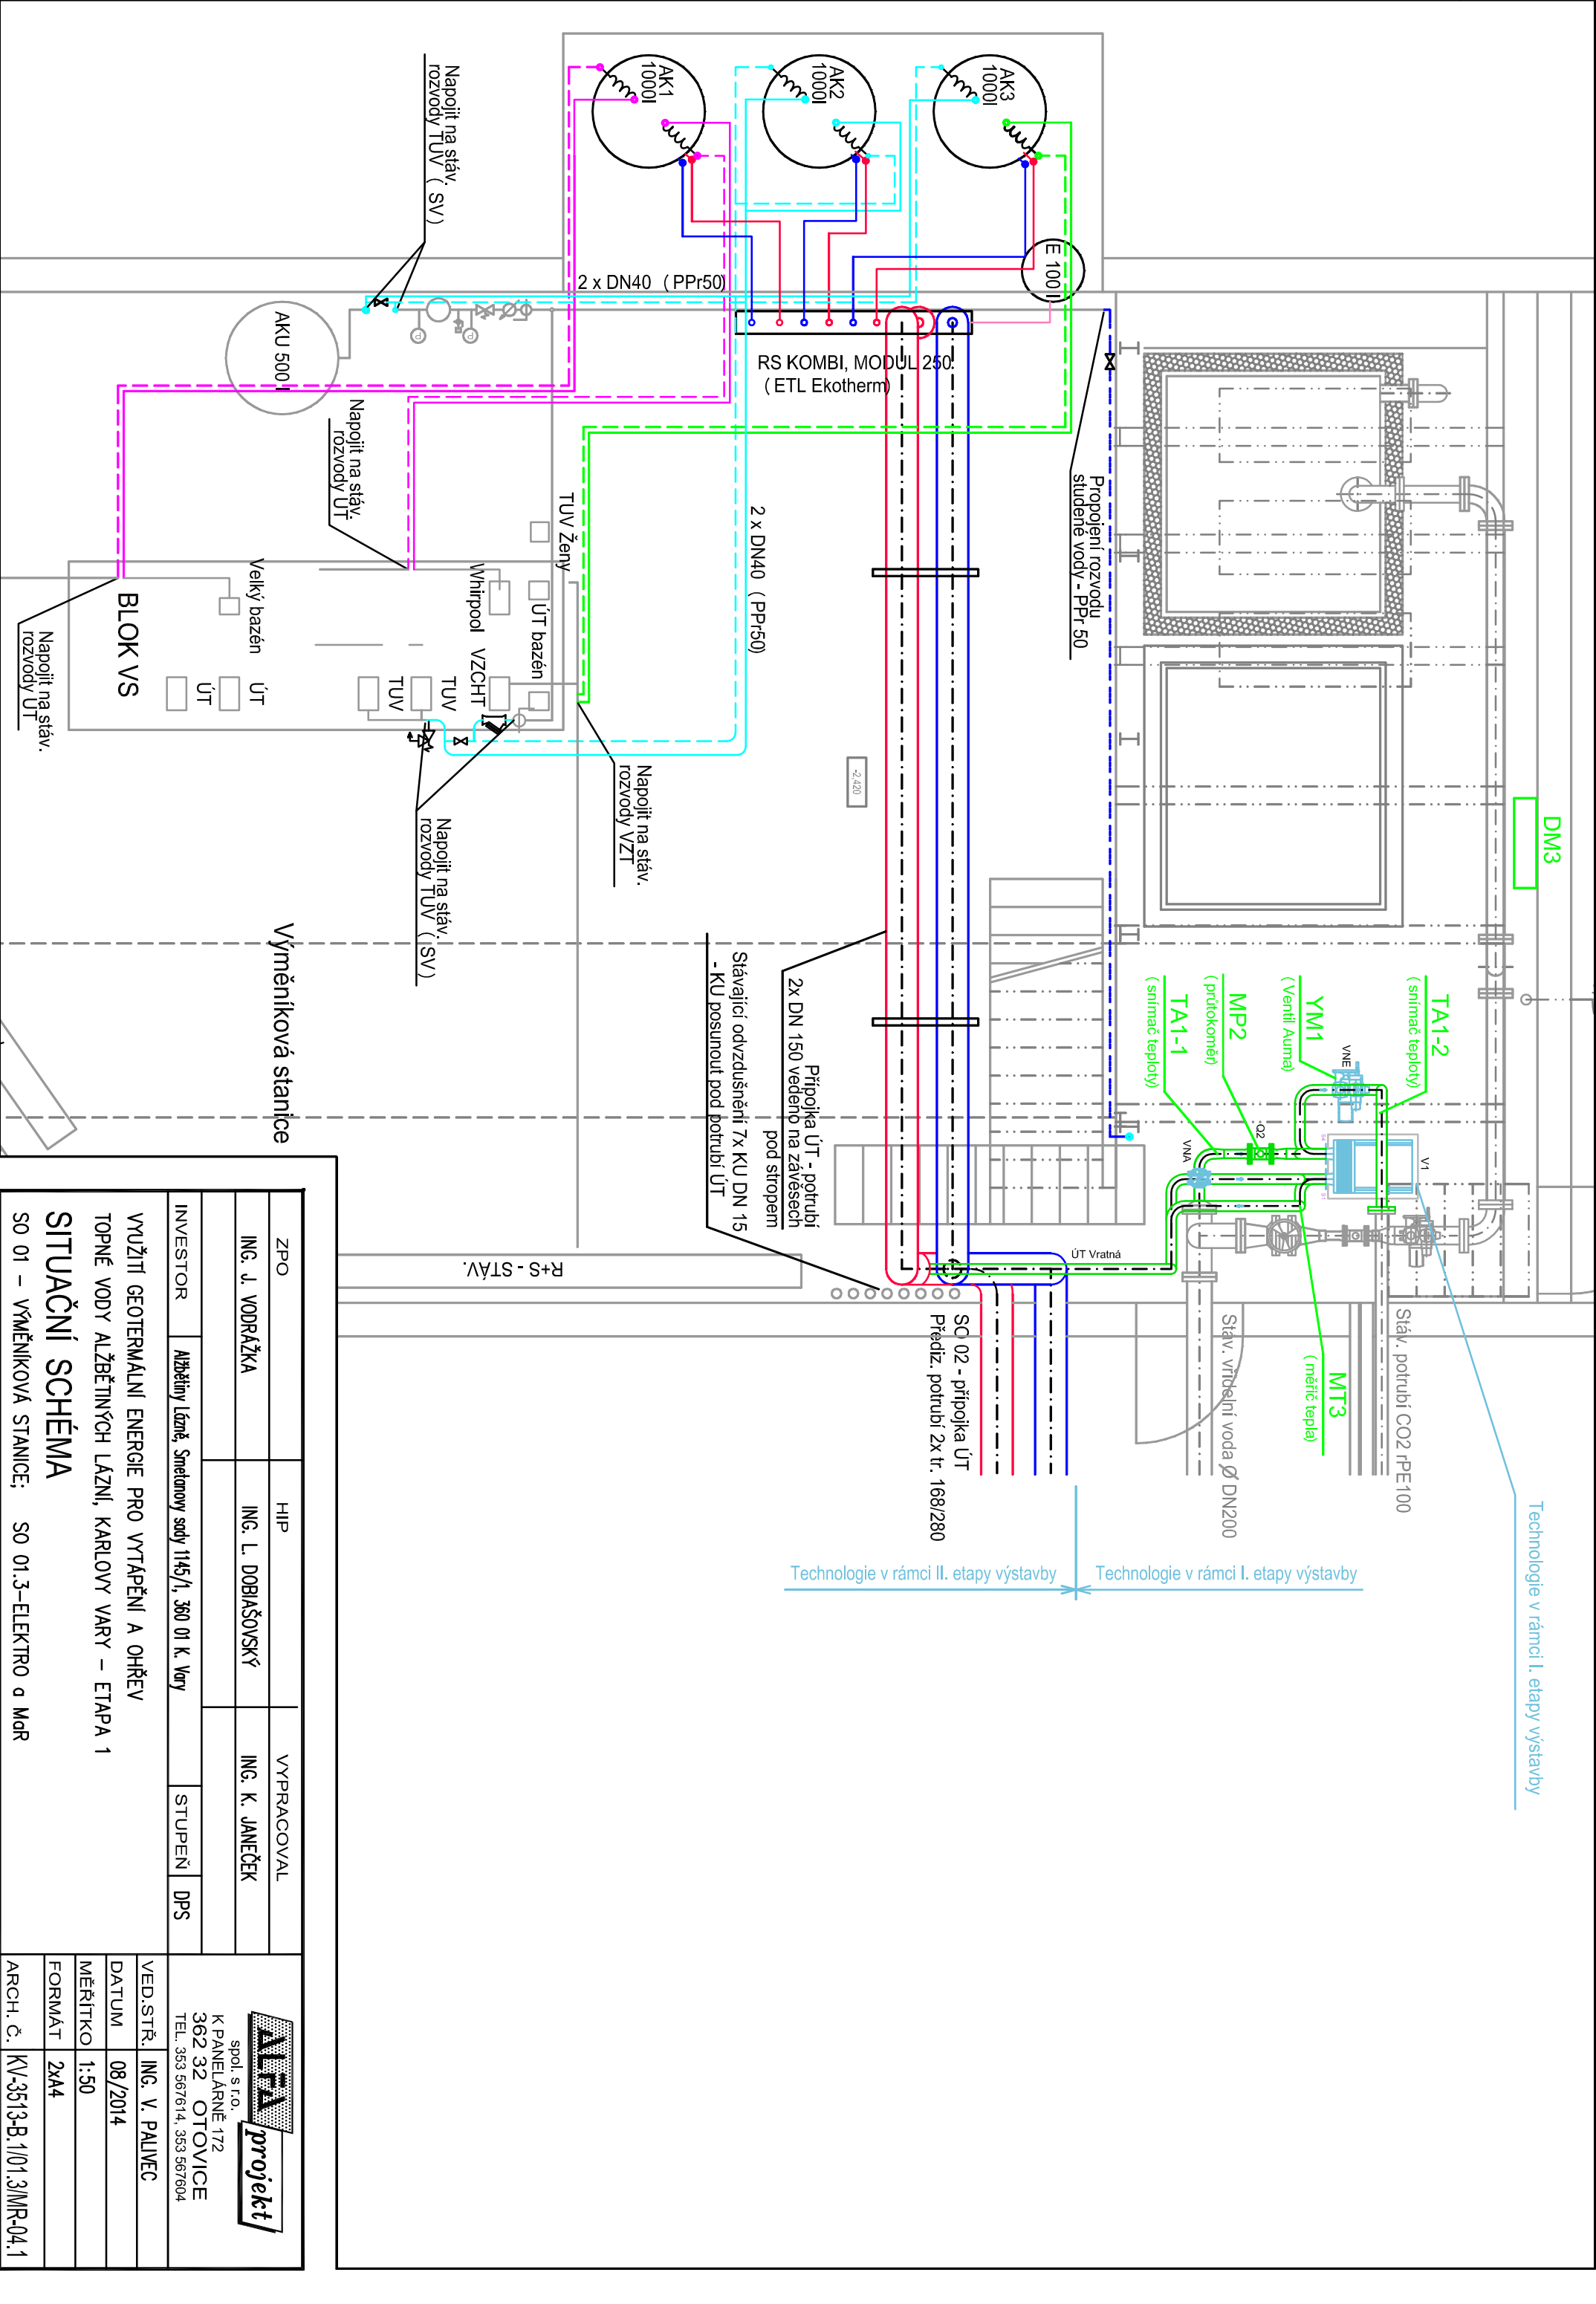 AK1
1000l
AK2
1000l
AK3
1000l
E 100 l
Napojit na stáv.
rozvody TUV ( SV )
2 x DN40 ( PPr50)
AKU 500 l
RS KOMBI, MODUL 250
( ETL Ekotherm)
Napojit na stáv.
rozvody ÚT
TUV Ženy
2 x DN40 ( PPr50)
Propojení rozvodu
studené vody - PPr 50
BLOK VS
Velký bazén
Whirpool
ÚT bazén
VZCHT
ÚT
ÚT
TUV
TUV
Napojit na stáv.
rozvody ÚT
Napojit na stáv.
rozvody VZT
Napojit na stáv.
rozvody TUV ( SV )
-2,420
DM3
Výměníková stanice
Stávající odvzdušnění 7x KU DN 15
- KU posunout pod potrubí ÚT
Přípojka ÚT - potrubí
2x DN 150 vedeno na závěsech
pod stropem
TA1-1
( snímač teploty)
MP2
( průtokoměr)
YM1
( Ventil Auma)
TA1-2
( snímač teploty)
VNE
Q2
VNA
V1
ÚT Vratná
R+S - STÁV.
SO 02 - přípojka ÚT
Předíz. potrubí 2x tr. 168/280
Stáv. vřídelní voda Ø DN200
MT3
( měřič tepla)
Stáv. potrubí CO2 rPE100
Technologie v rámci II. etapy výstavby
Technologie v rámci I. etapy výstavby
Technologie v rámci I. etapy výstavby
ZPO
HIP
VYPRACOVAL
ING. J. VODRÁŽKA
ING. L. DOBIAŠOVSKÝ
ING. K. JANEČEK
INVESTOR
Alžbětiny Lázně, Smetanovy sady 1145/1, 360 01 K. Vary
STUPEŇ
DPS
VYUŽITÍ GEOTERMÁLNÍ ENERGIE PRO VYTÁPĚNÍ A OHŘEV
TOPNÉ VODY ALŽBĚTINÝCH LÁZNÍ, KARLOVY VARY – ETAPA 1
SITUAČNÍ SCHÉMA
SO 01 – VÝMĚNÍKOVÁ STANICE; SO 01.3–ELEKTRO a MaR
ALFA projekt
spol. s r.o.
K PANELÁRNĚ 172
362 32 OTOVICE
TEL. 353 567614, 353 567604
VED.STŘ. ING. V. PALIVEC
DATUM 08/2014
MĚŘÍTKO 1:50
FORMÁT 2xA4
ARCH. Č. KV-3513-B.1/01.3/MR-04.1